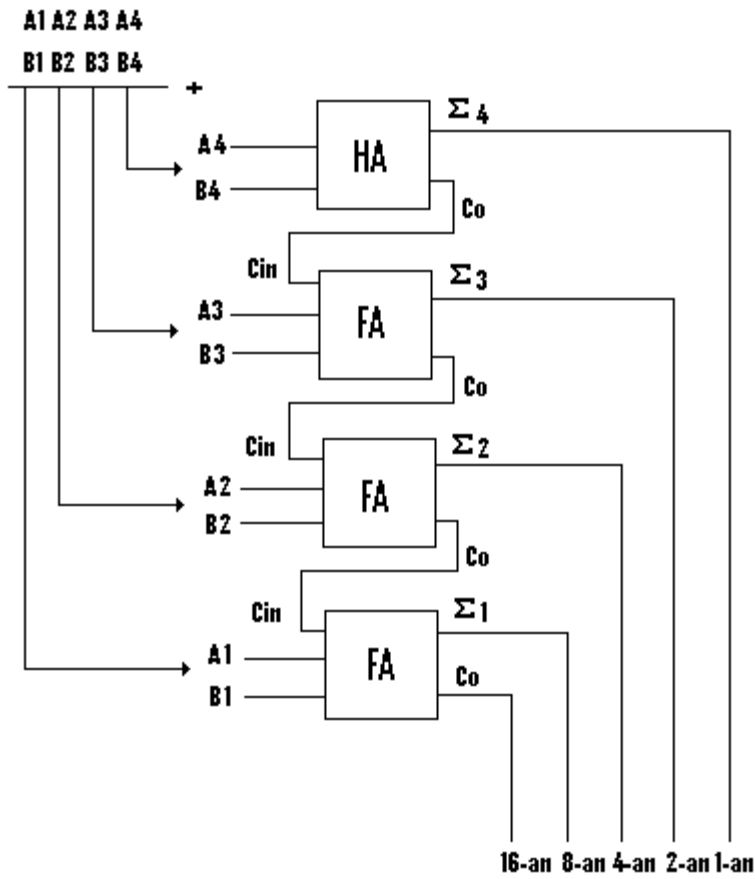 A1 A2 A3 A4
B1 B2 B3 B4
+
Σ4
A4
HA
B4
Co
Cin
Σ3
A3
FA
B3
Co
Cin
Σ2
A2
FA
B2
Co
Cin
Σ1
A1
FA
Co
B1
16-an 8-an 4-an 2-an 1-an